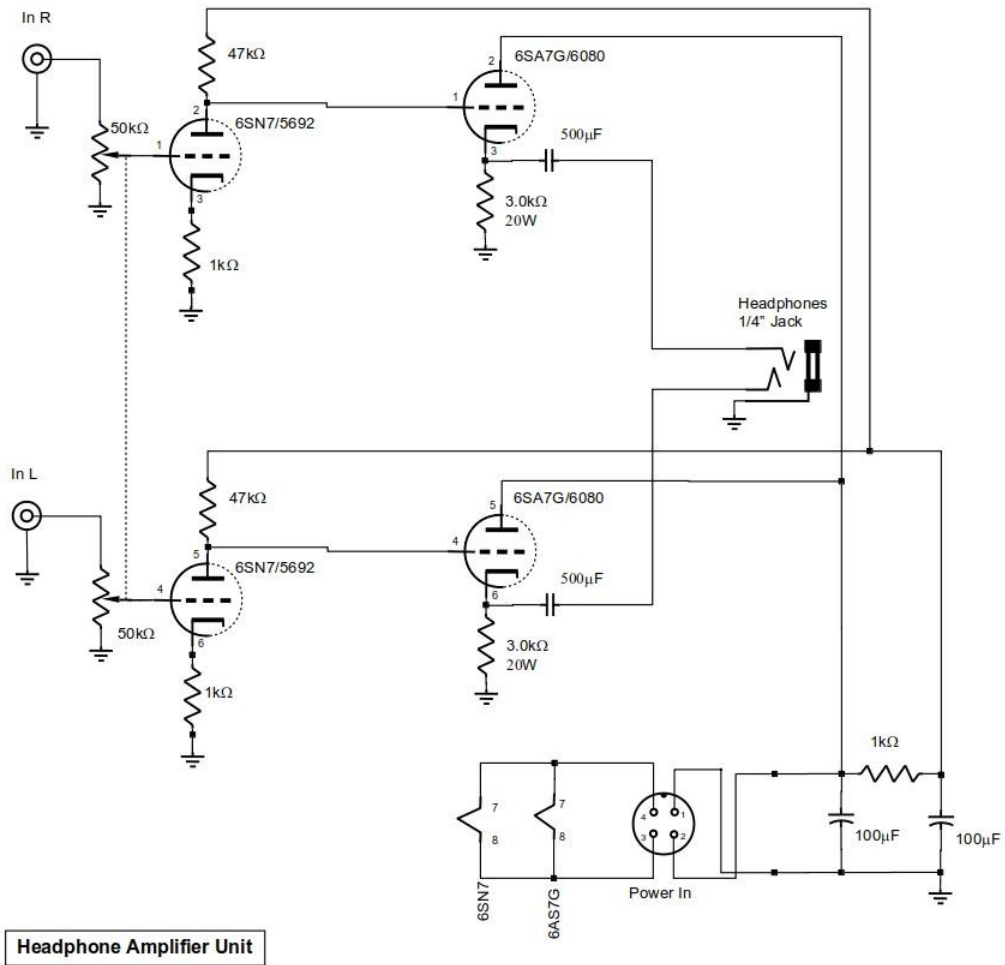 In R
47kΩ
6SA7G/6080
2
2
6SN7/5692
1
500µF
50kΩ
1
3
3
3.0kΩ
20W
1kΩ
Headphones
1/4” Jack
In L
47kΩ
6SA7G/6080
5
5
6SN7/5692
4
500µF
4
6
50kΩ
6
3.0kΩ
20W
1kΩ
1kΩ
7
7
4
1
3
2
8
8
100µF
100µF
6SN7
6AS7G
Power In
Headphone Amplifier Unit